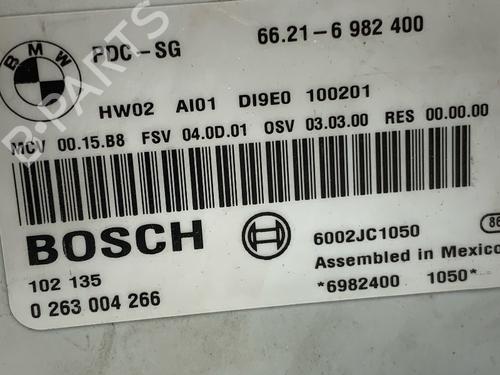 BMW
PDC-SG 66.21-6 982 400
HW02 AI01 DI9E0 100201
MCV 00.15.B8 FSV 04.0D.01 OSV 03.03.00 RES 00.00.00
BOSCH
6002JC1050
86
Assembled in Mexico
102 135
*6982400 1050*
0 263 004 266
B-PARTS